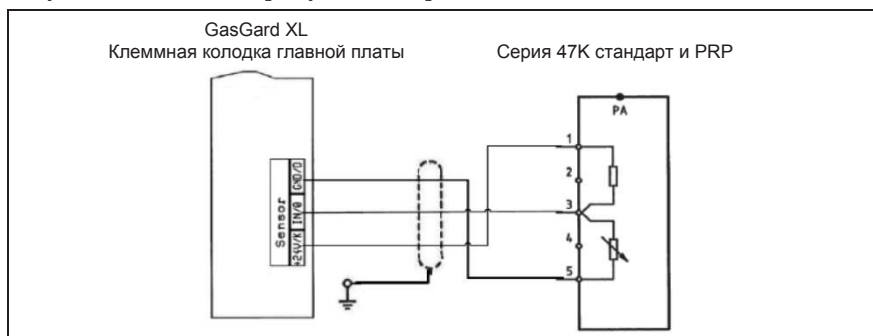 GasGard XL
Клеммная колодка главной платы
Серия 47K стандарт и PRP
PA
1
2
3
4
5
Sensor
GND/D
IN/G
+24V/K